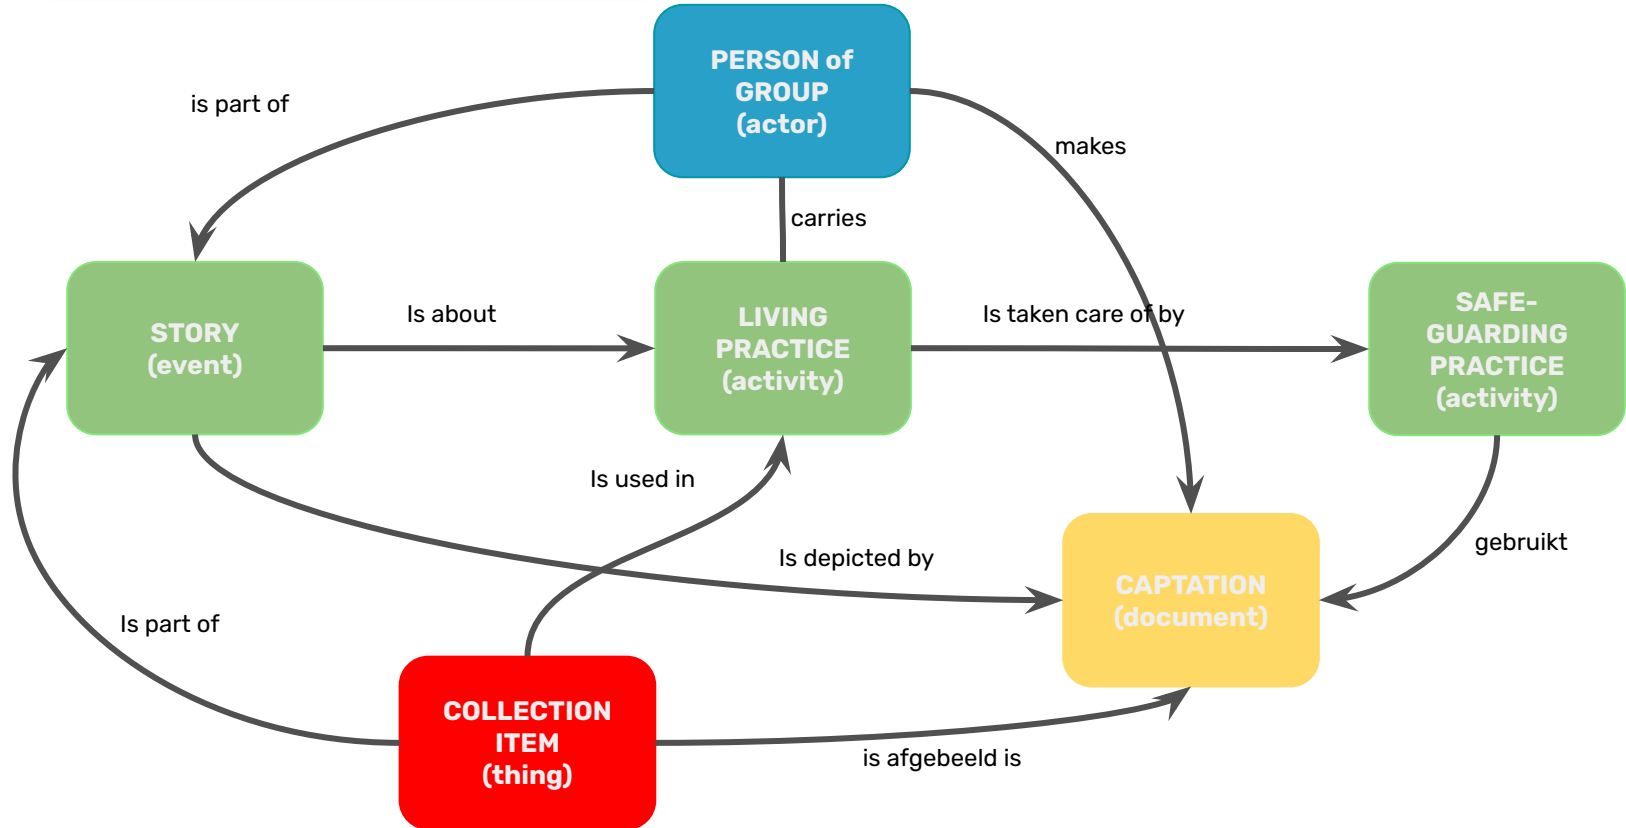 PERSON of
GROUP
(actor)
is part of
makes
carries
STORY
(event)
Is about
LIVING
PRACTICE
(activity)
Is taken care of by
SAFE-
GUARDING
PRACTICE
(activity)
Is used in
Is depicted by
gebruikt
CAPTATION
(document)
Is part of
COLLECTION
ITEM
(thing)
is afgebeeld is